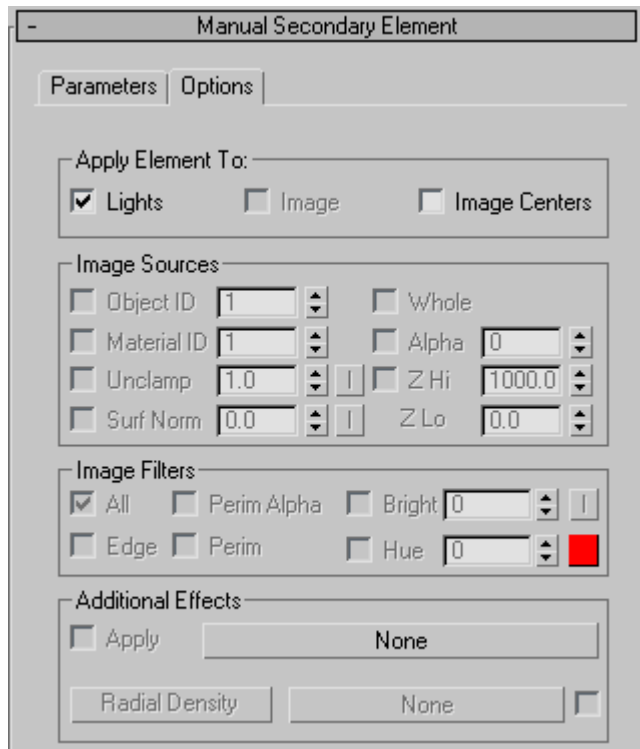 - Manual Secondary Element
Parameters Options
Apply Element To:
Lights Image Image Centers
Image Sources
Object ID 1 Whole
Material ID 1 Alpha 0
Unclamp 1.0 I Z Hi 1000.0
Surf Norm 0.0 I Z Lo 0.0
Image Filters
All Perim Alpha Bright 0 I
Edge Perim Hue 0
Additional Effects
Apply None
Radial Density None